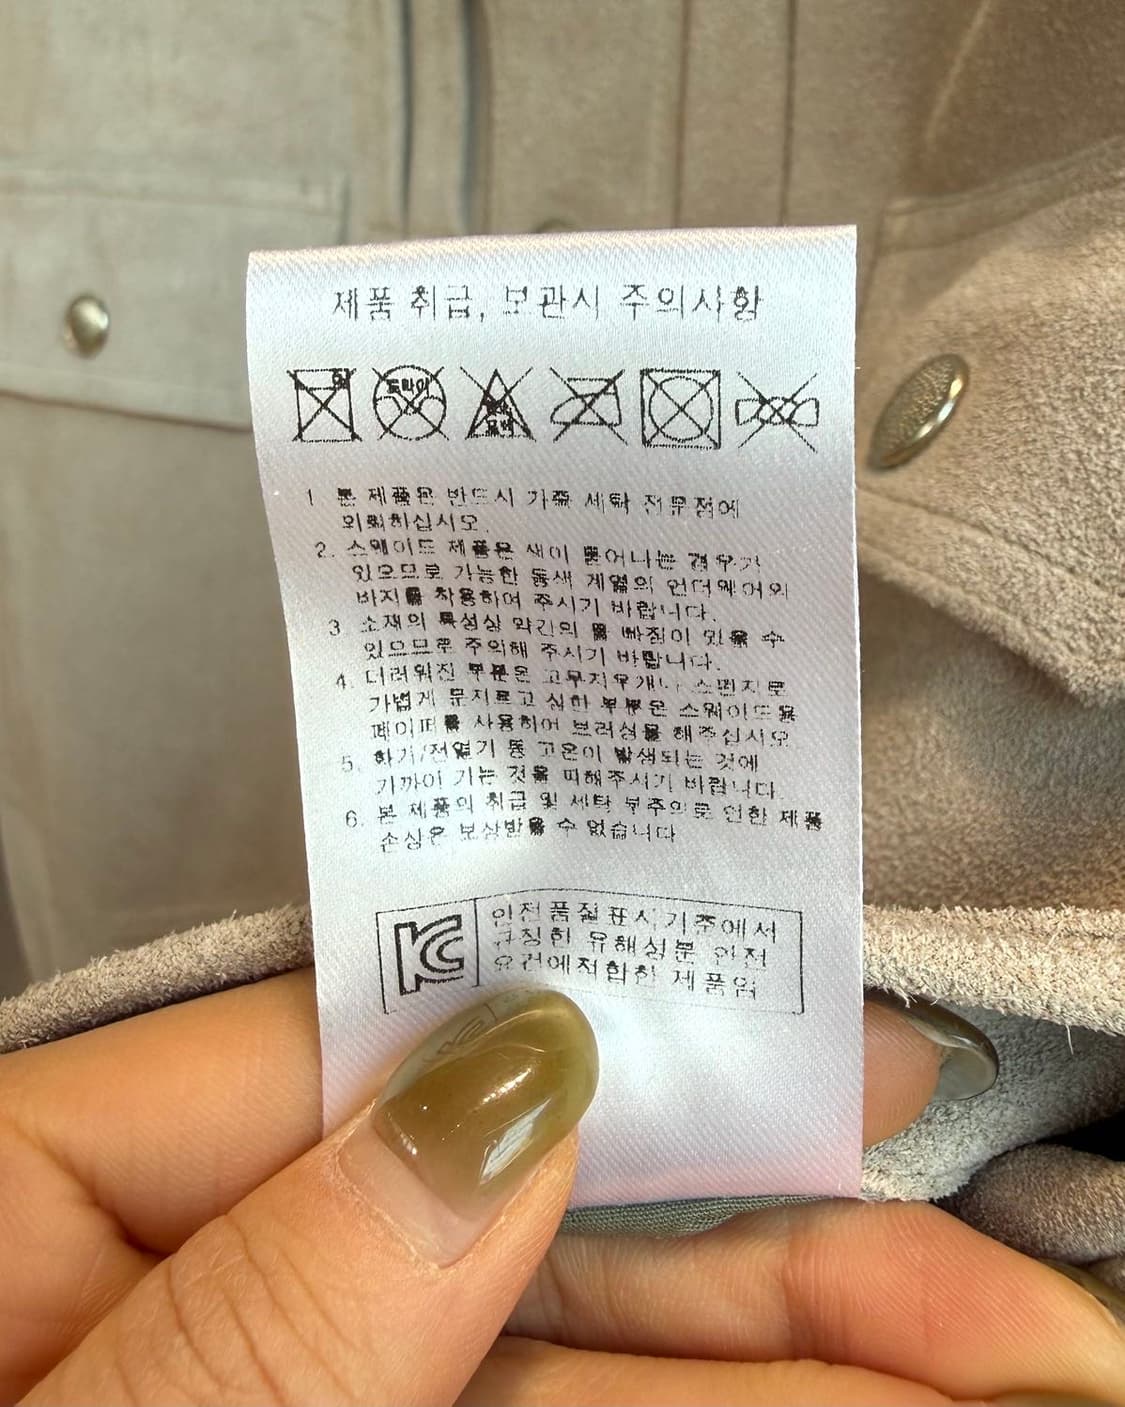 제품 취급, 보관시 주의사항
드라이
1 본 제품은 반드시 가죽 세탁 전문점에
의뢰하십시오.
2. 스웨이드 제품은 색이 묻어나는 경우가
있으므로 가능한 동색 계열의 언더웨어와
바지를 착용하여 주시기 바랍니다.
3 소재의 특성상 약간의 물 빠짐이 있을 수
있으므로 주의해 주시기 바랍니다.
4. 더러워진 부분은 고무지우개나 스펀지로
가볍게 문지르고 심한 부분은 스웨이드용
페이퍼를 사용하여 브러싱을 해주십시오
5. 화기/전열기 등 고온이 발생되는 것에
가까이 가는 것을 피해주시기 바랍니다.
6. 본 제품의 취급 및 세탁 부주의로 인한 제품
손상은 보상받을 수 없습니다
KC
안전품질표시기주에서
규정한 유해성분 안전
요건에적합한 제품임